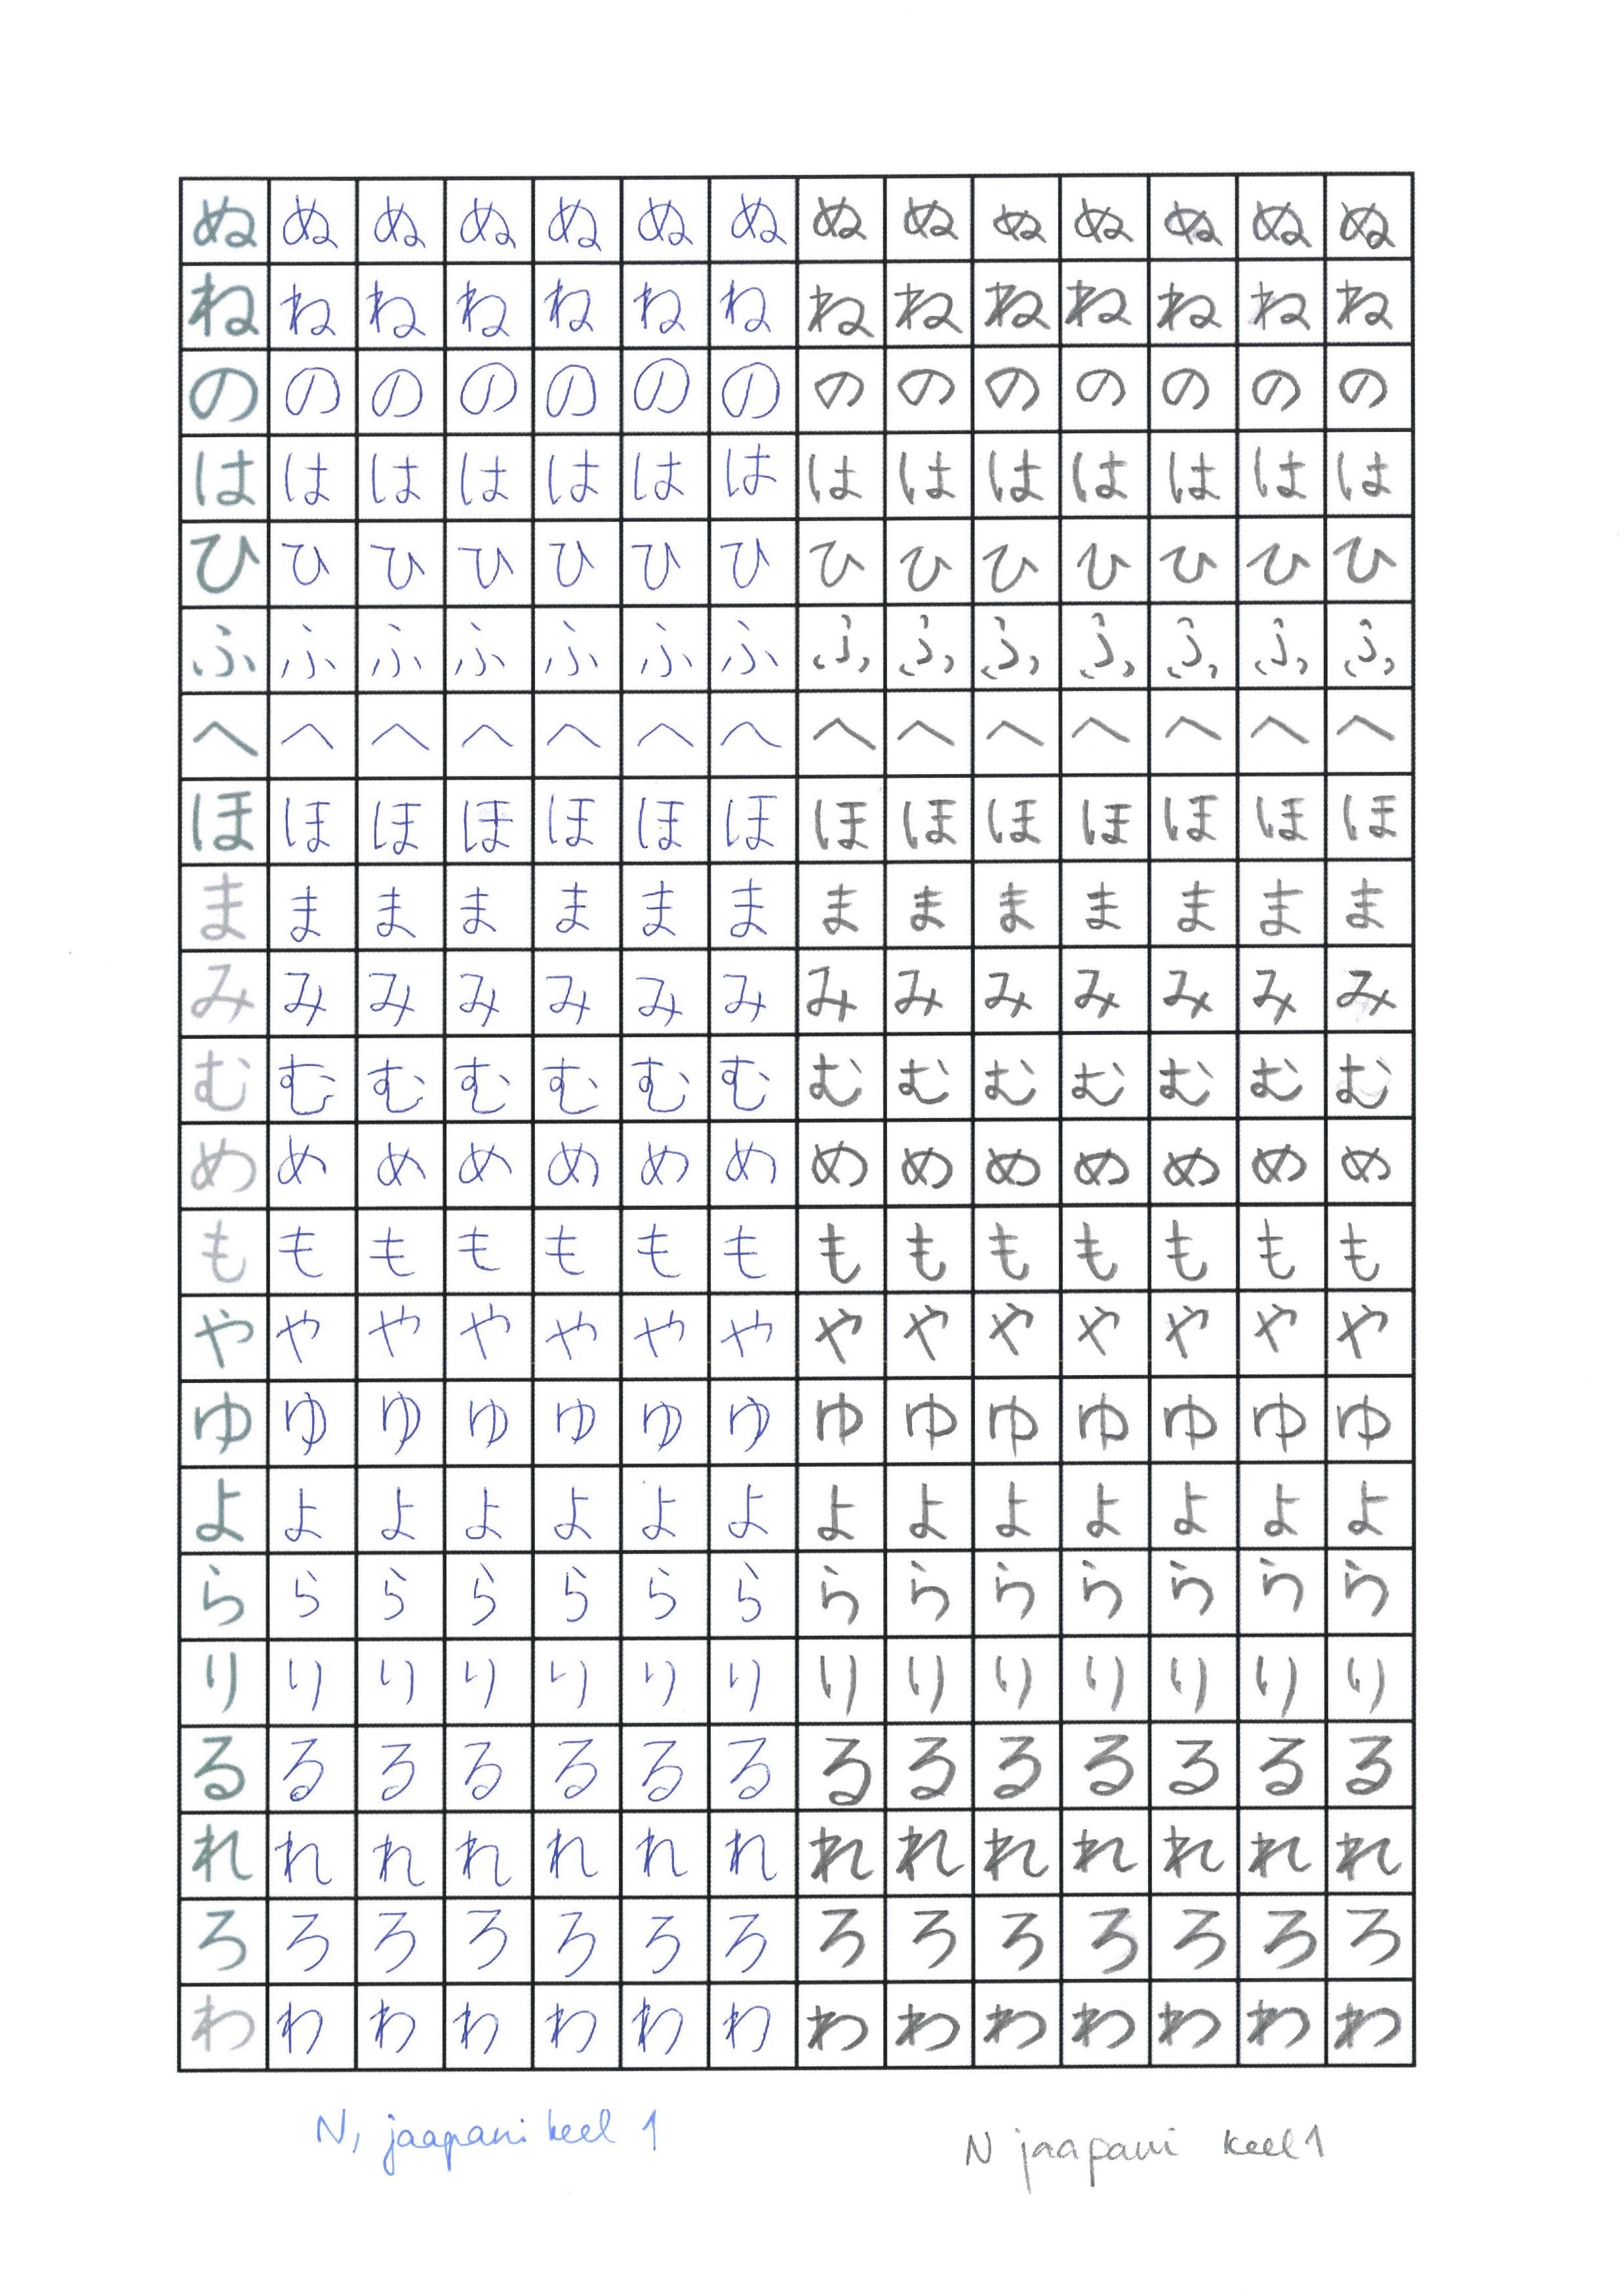 ぬ ぬ ぬ ぬ ぬ ぬ ぬ ぬ ぬ ぬ ぬ ぬ ぬ ぬ
ね ね ね ね ね ね ね ね ね ね ね ね ね ね
の の の の の の の の の の の の の の
は は は は は は は は は は は は は は
ひ ひ ひ ひ ひ ひ ひ ひ ひ ひ ひ ひ ひ ひ
ふ ふ ふ ふ ふ ふ ふ ふ ふ ふ ふ ふ ふ ふ
へ へ へ へ へ へ へ へ へ へ へ へ へ へ
ほ ほ ほ ほ ほ ほ ほ ほ ほ ほ ほ ほ ほ ほ
ま ま ま ま ま ま ま ま ま ま ま ま ま ま
み み み み み み み み み み み み み み
む む む む む む む む む む む む む む
め め め め め め め め め め め め め め
も も も も も も も も も も も も も も
や や や や や や や や や や や や や や
ゆ ゆ ゆ ゆ ゆ ゆ ゆ ゆ ゆ ゆ ゆ ゆ ゆ ゆ
よ よ よ よ よ よ よ よ よ よ よ よ よ よ
ら ら ら ら ら ら ら ら ら ら ら ら ら ら
り り り り り り り り り り り り り り
る る る る る る る る る る る る る る
れ れ れ れ れ れ れ れ れ れ れ れ れ れ
ろ ろ ろ ろ ろ ろ ろ ろ ろ ろ ろ ろ ろ ろ
わ わ わ わ わ わ わ わ わ わ わ わ わ わ
N, jaapani keel 1
N jaapani keel 1